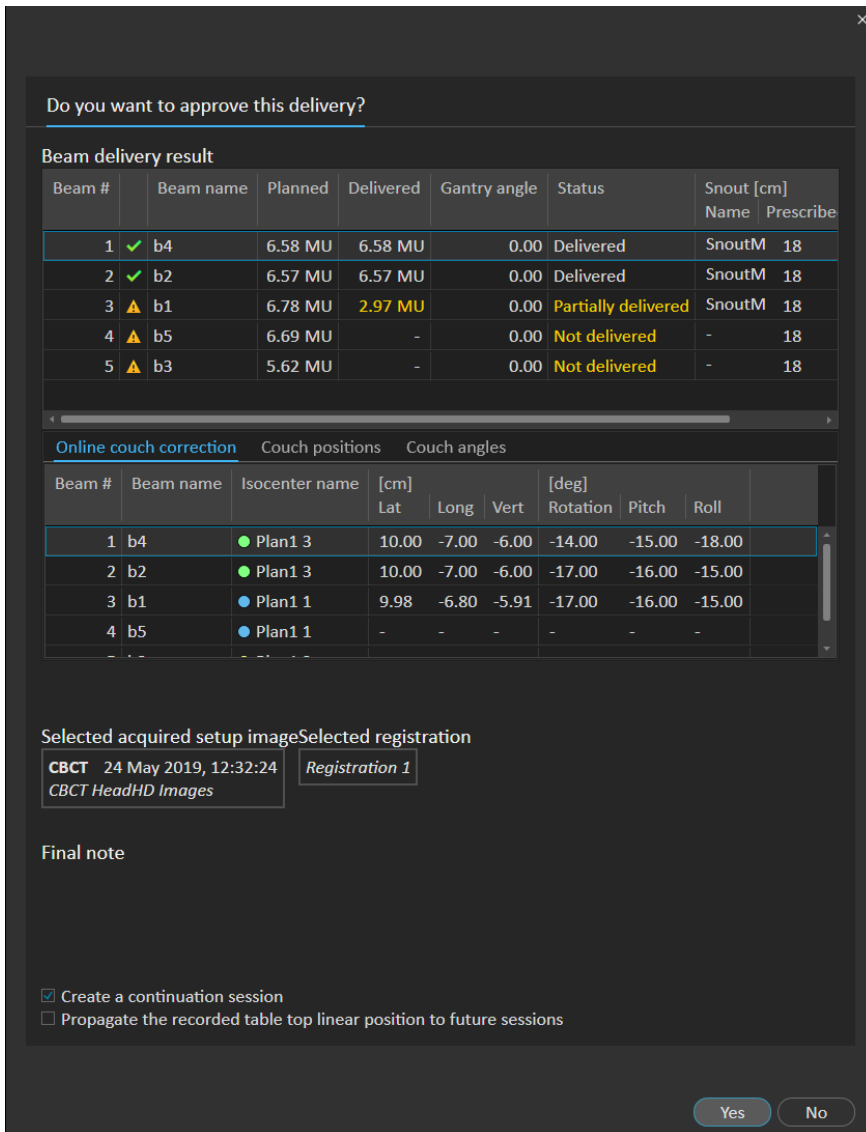 ×
Do you want to approve this delivery?
Beam delivery result
Beam # Beam name Planned Delivered Gantry angle Status Snout [cm]
Name Prescribe
1 b4 6.58 MU 6.58 MU 0.00 Delivered SnoutM 18
2 b2 6.57 MU 6.57 MU 0.00 Delivered SnoutM 18
3 b1 6.78 MU 2.97 MU 0.00 Partially delivered SnoutM 18
4 b5 6.69 MU - 0.00 Not delivered - 18
5 b3 5.62 MU - 0.00 Not delivered - 18
Online couch correction Couch positions Couch angles
Beam # Beam name Isocenter name [cm] [deg]
Lat Long Vert Rotation Pitch Roll
1 b4 Plan1 3 10.00 -7.00 -6.00 -14.00 -15.00 -18.00
2 b2 Plan1 3 10.00 -7.00 -6.00 -17.00 -16.00 -15.00
3 b1 Plan1 1 9.98 -6.80 -5.91 -17.00 -16.00 -15.00
4 b5 Plan1 1 - - - - - -
Selected acquired setup image Selected registration
CBCT 24 May 2019, 12:32:24 Registration 1
CBCT HeadHD Images
Final note
Create a continuation session
Propagate the recorded table top linear position to future sessions
Yes No